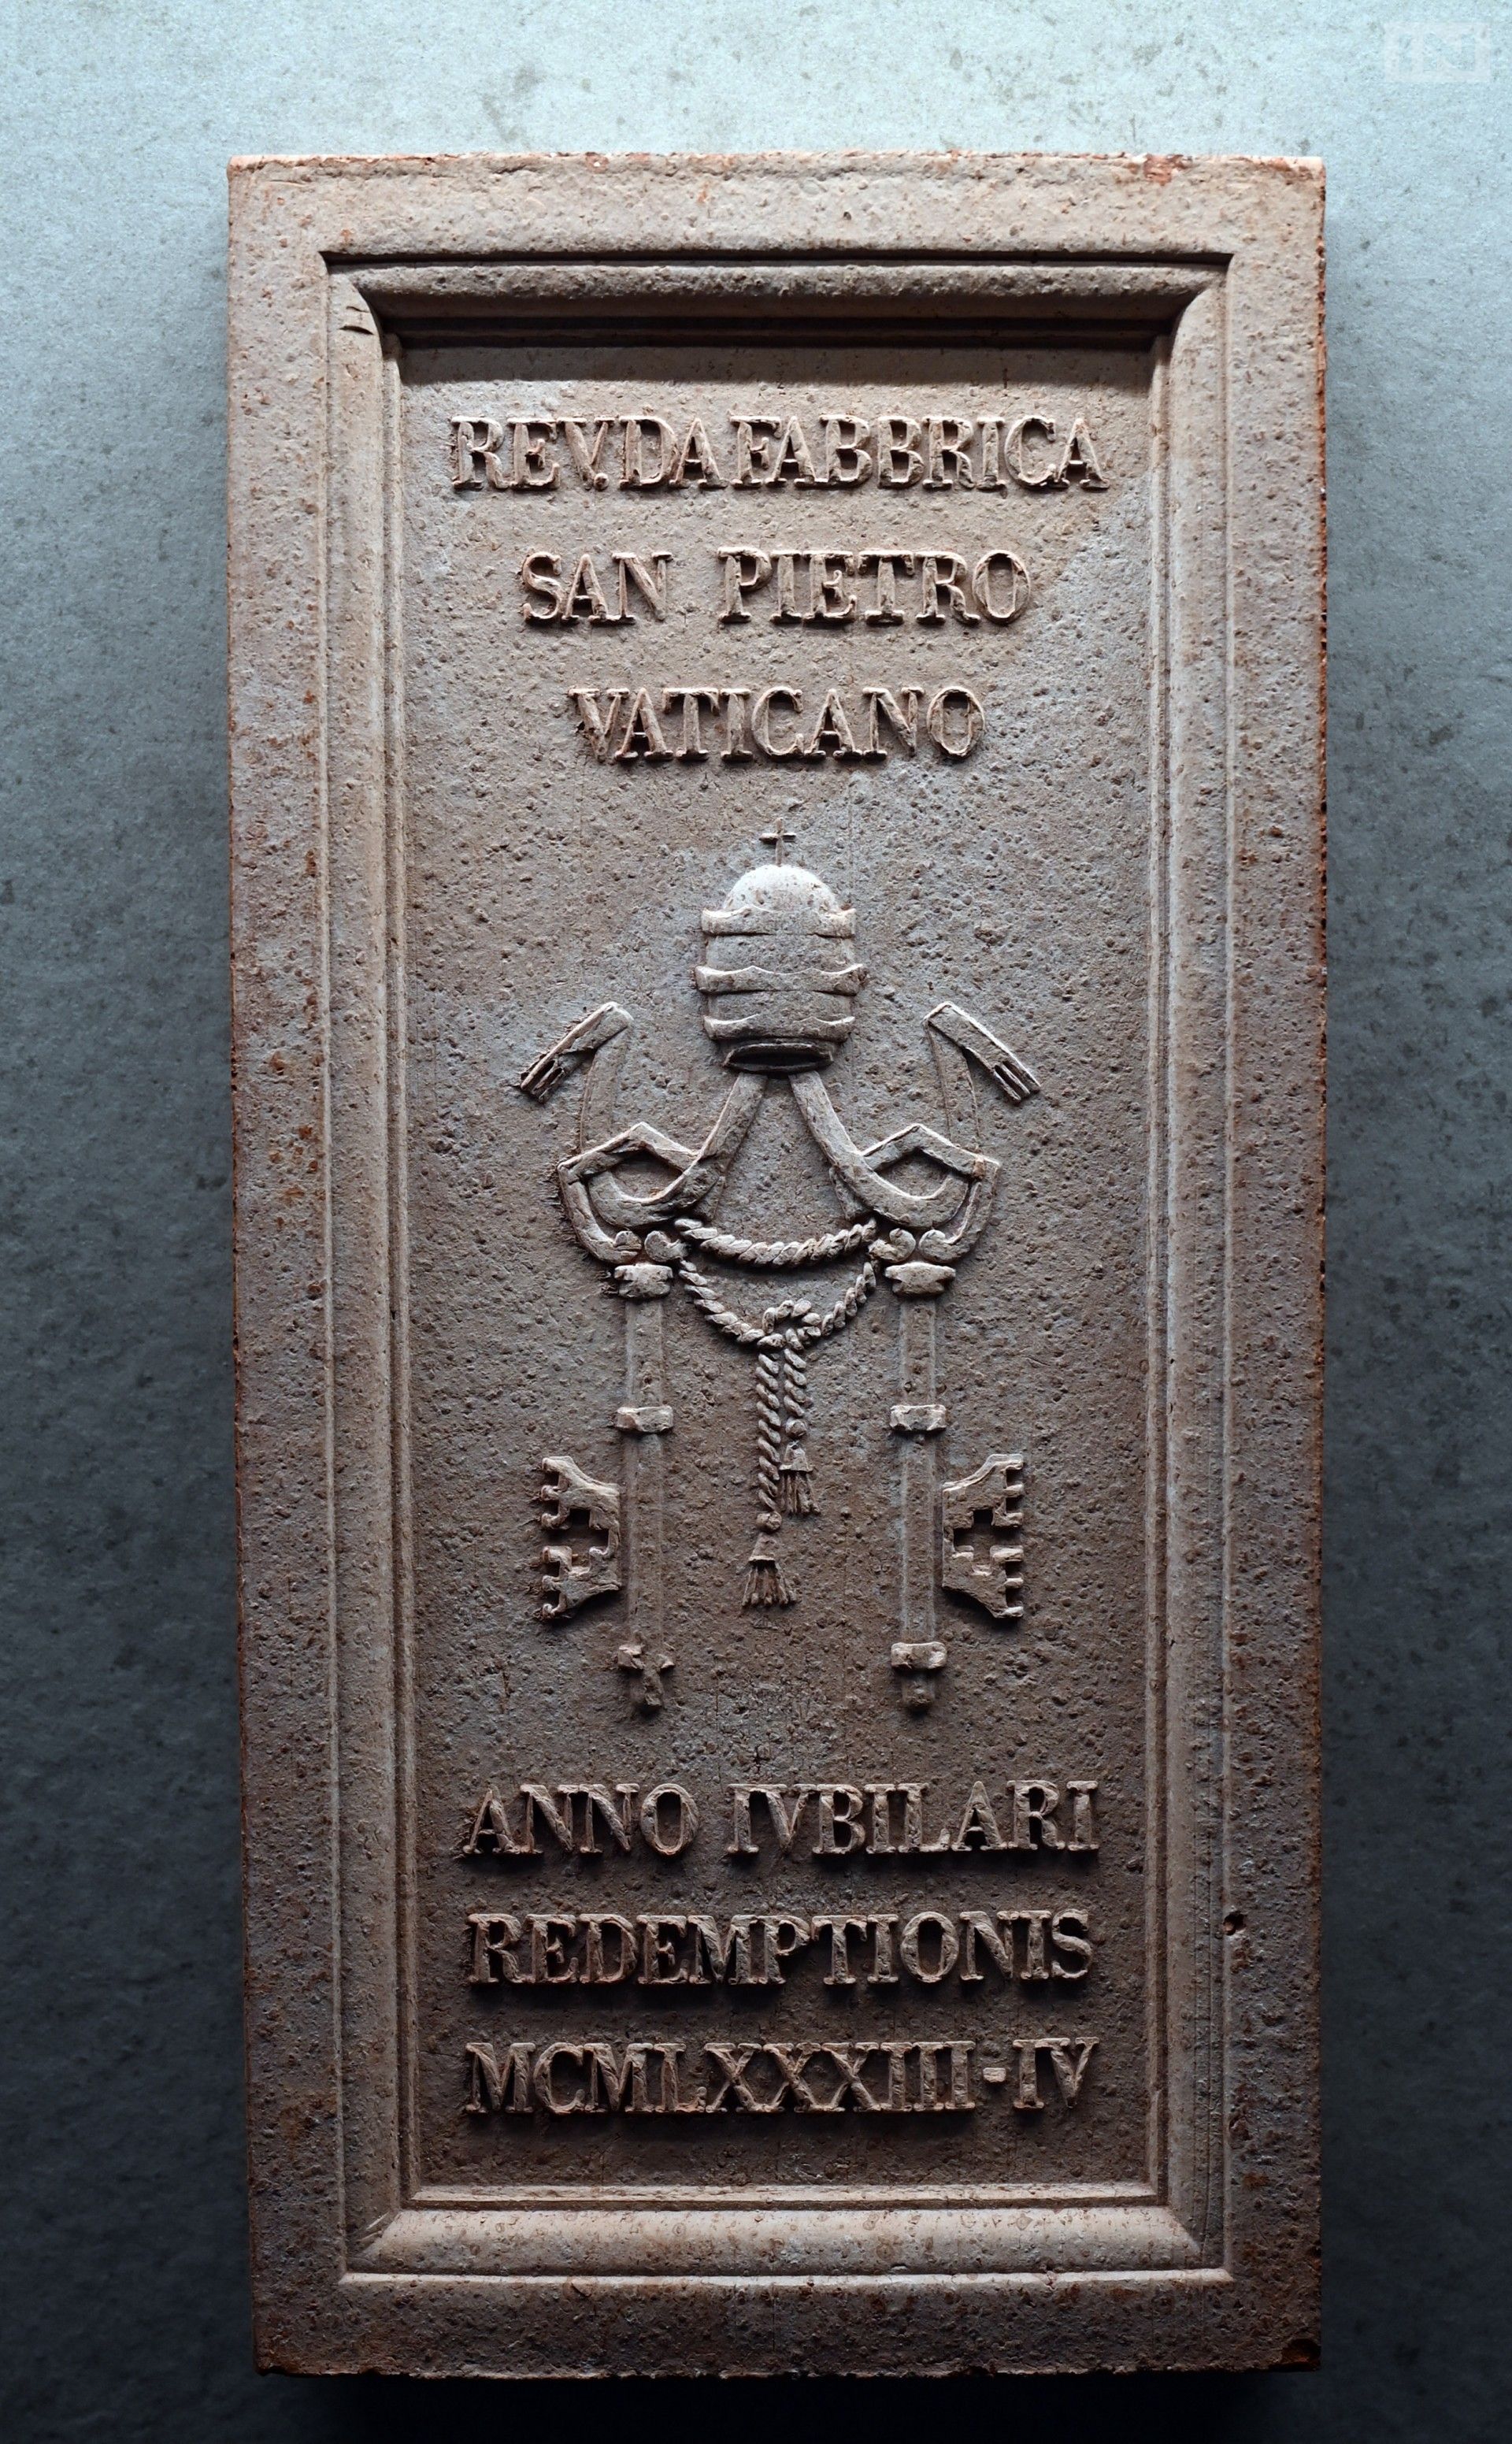 REV.DA FABBRICA
SAN PIETRO
VATICANO
ANNO IVBILARI
REDEMPTIONIS
MCMLXXXIII-IV